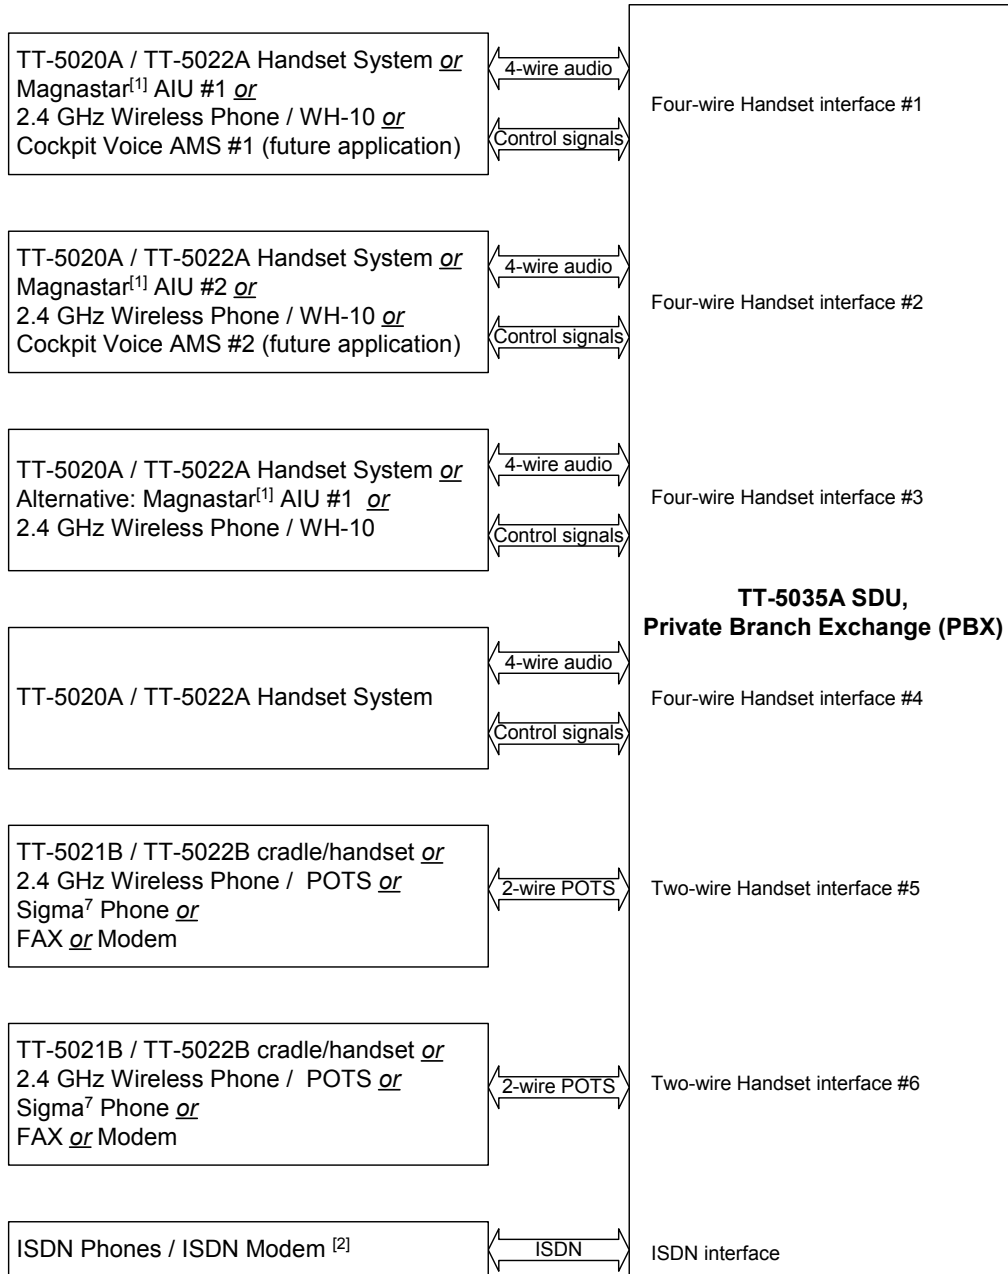 TT-5020A / TT-5022A Handset System or
Magnastar[1] AIU #1 or
2.4 GHz Wireless Phone / WH-10 or
Cockpit Voice AMS #1 (future application)
4-wire audio
Control signals
Four-wire Handset interface #1
TT-5020A / TT-5022A Handset System or
Magnastar[1] AIU #2 or
2.4 GHz Wireless Phone / WH-10 or
Cockpit Voice AMS #2 (future application)
4-wire audio
Control signals
Four-wire Handset interface #2
TT-5020A / TT-5022A Handset System or
Alternative: Magnastar[1] AIU #1 or
2.4 GHz Wireless Phone / WH-10
4-wire audio
Control signals
Four-wire Handset interface #3
TT-5035A SDU,
Private Branch Exchange (PBX)
TT-5020A / TT-5022A Handset System
4-wire audio
Control signals
Four-wire Handset interface #4
TT-5021B / TT-5022B cradle/handset or
2.4 GHz Wireless Phone / POTS or
Sigma7 Phone or
FAX or Modem
2-wire POTS
Two-wire Handset interface #5
TT-5021B / TT-5022B cradle/handset or
2.4 GHz Wireless Phone / POTS or
Sigma7 Phone or
FAX or Modem
2-wire POTS
Two-wire Handset interface #6
ISDN Phones / ISDN Modem [2]
ISDN
ISDN interface